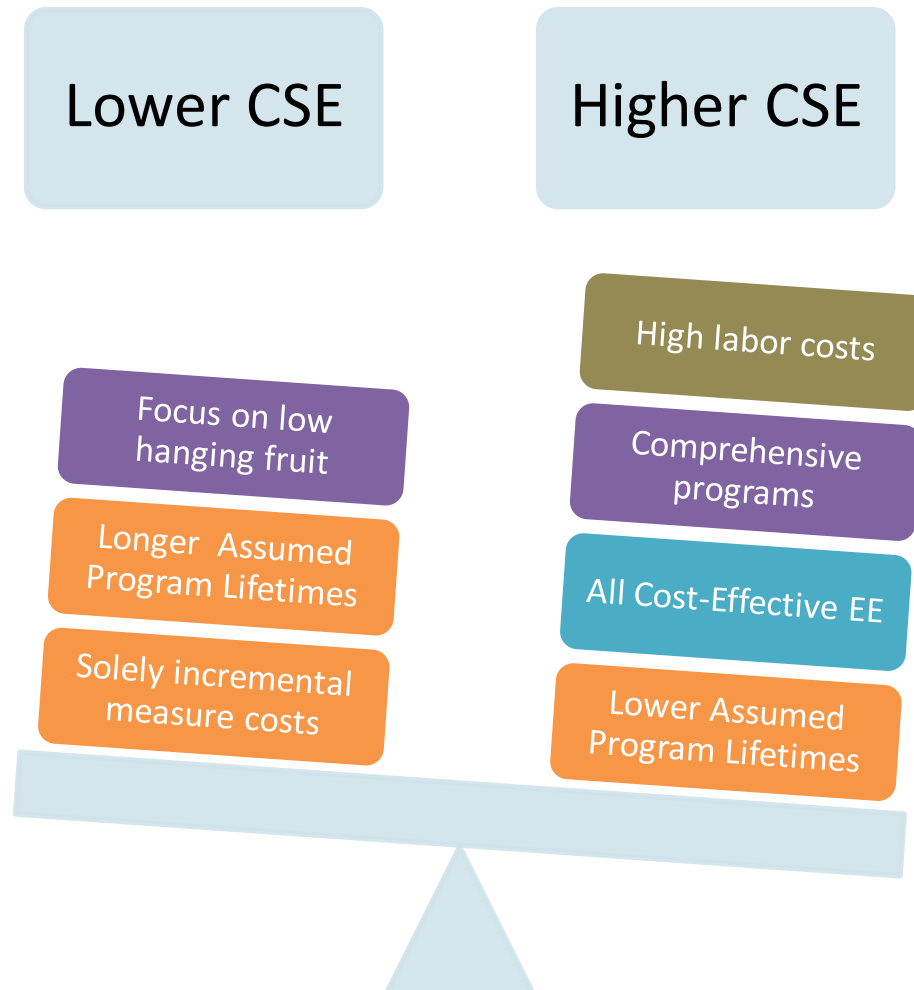 Lower CSE
Higher CSE
Focus on low
hanging fruit
Longer  Assumed
Program Lifetimes
Solely incremental
measure costs
High labor costs
Comprehensive
programs
All Cost-Effective EE
Lower Assumed
Program Lifetimes